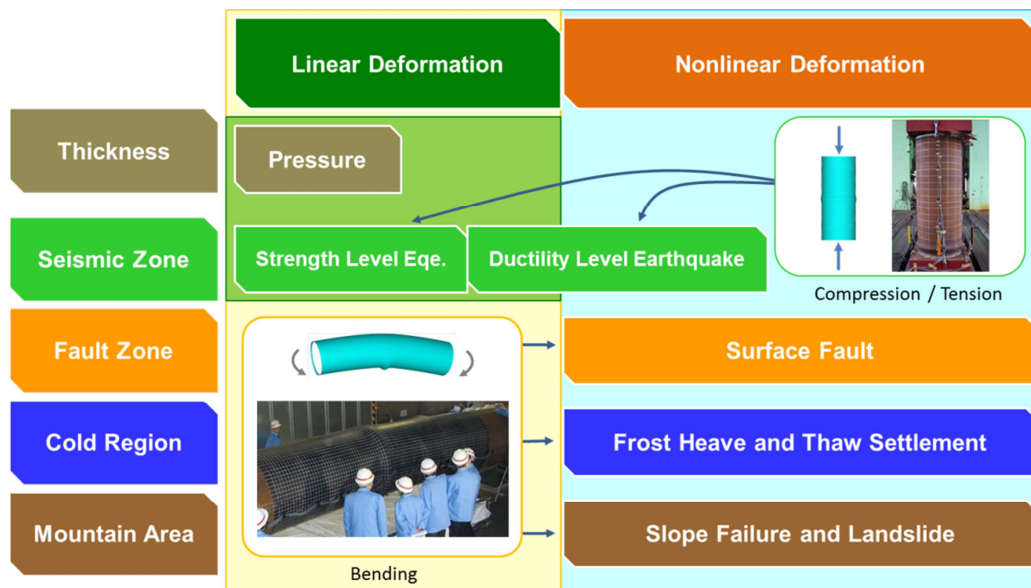 Linear Deformation
Nonlinear Deformation
Thickness
Pressure
Seismic Zone
Strength Level Eqe.
Ductility Level Earthquake
Compression / Tension
Fault Zone
Surface Fault
Cold Region
Frost Heave and Thaw Settlement
Mountain Area
Slope Failure and Landslide
Bending